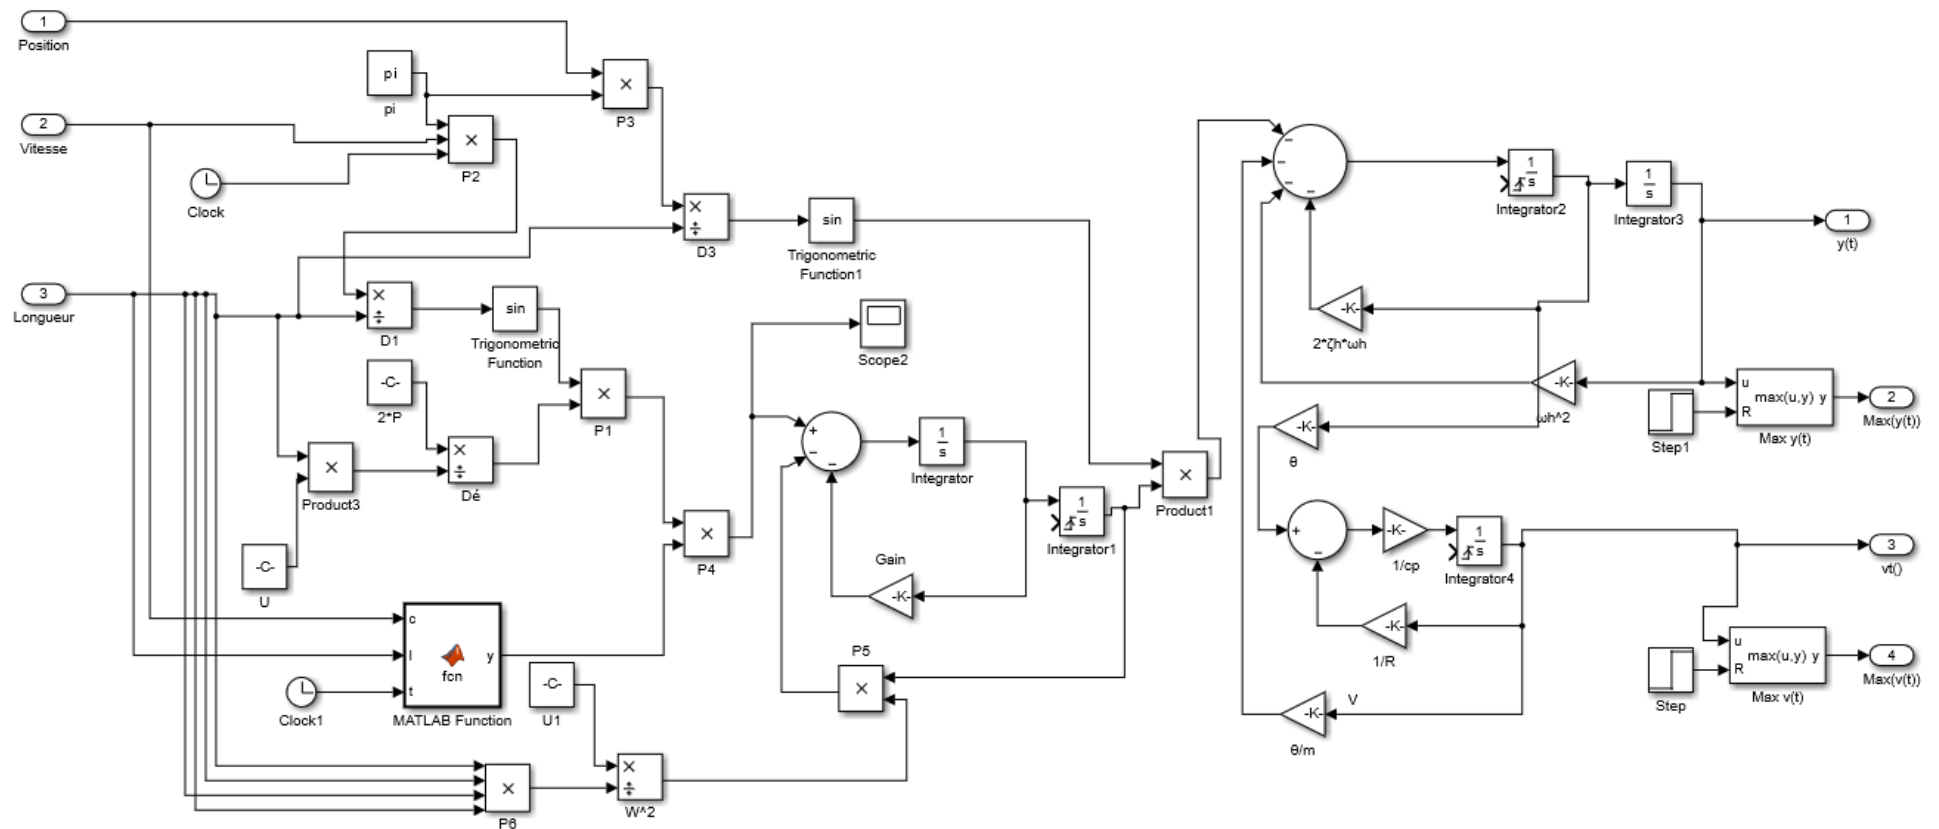 1
Position
pi
pi
×
P3
2
Vitesse
×
P2
Clock
×
÷
D3
sin
Trigonometric
Function1
3
Longueur
×
÷
D1
sin
Trigonometric
Function
-C-
2*P
×
P1
×
Product3
×
÷
Dé
-C-
U
×
P4
Scope2
+
−
−
1
s
Integrator
1
s
Integrator1
Gain
-K-
×
Product1
c
l
t
y
fcn
MATLAB Function
Clock1
-C-
U1
P5
×
×
P6
×
÷
W^2
−
−
−
−
1
s
Integrator2
1
s
Integrator3
1
y(t)
-K-
2*ζh*ωh
-K-
ωh^2
-K-
θ
Step1
u
R
max(u,y) y
Max y(t)
2
Max(y(t))
+
−
-K-
1/cp
1
s
Integrator4
3
vt()
-K-
1/R
-K-
V
θ/m
Step
u
R
max(u,y) y
Max v(t)
4
Max(v(t))